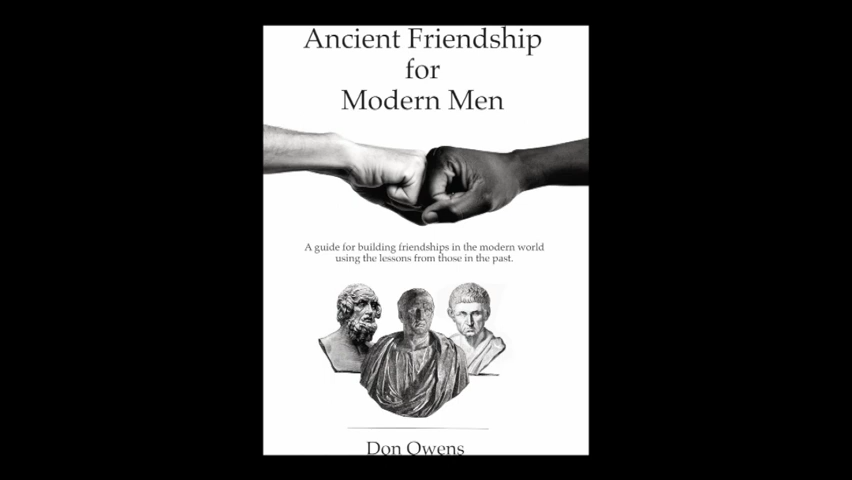 Ancient Friendship
for
Modern Men
A guide for building friendships in the modern world
using the lessons from those in the past.
Don Owens